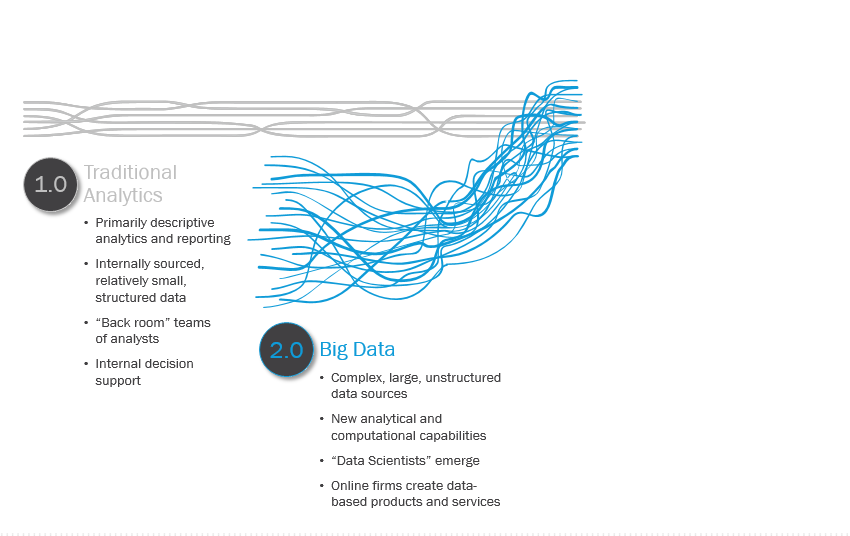 1.0
Traditional
Analytics
• Primarily descriptive
analytics and reporting
• Internally sourced,
relatively small,
structured data
• “Back room” teams
of analysts
• Internal decision
support
2.0
Big Data
• Complex, large, unstructured
data sources
• New analytical and
computational capabilities
• “Data Scientists” emerge
• Online firms create data-
based products and services